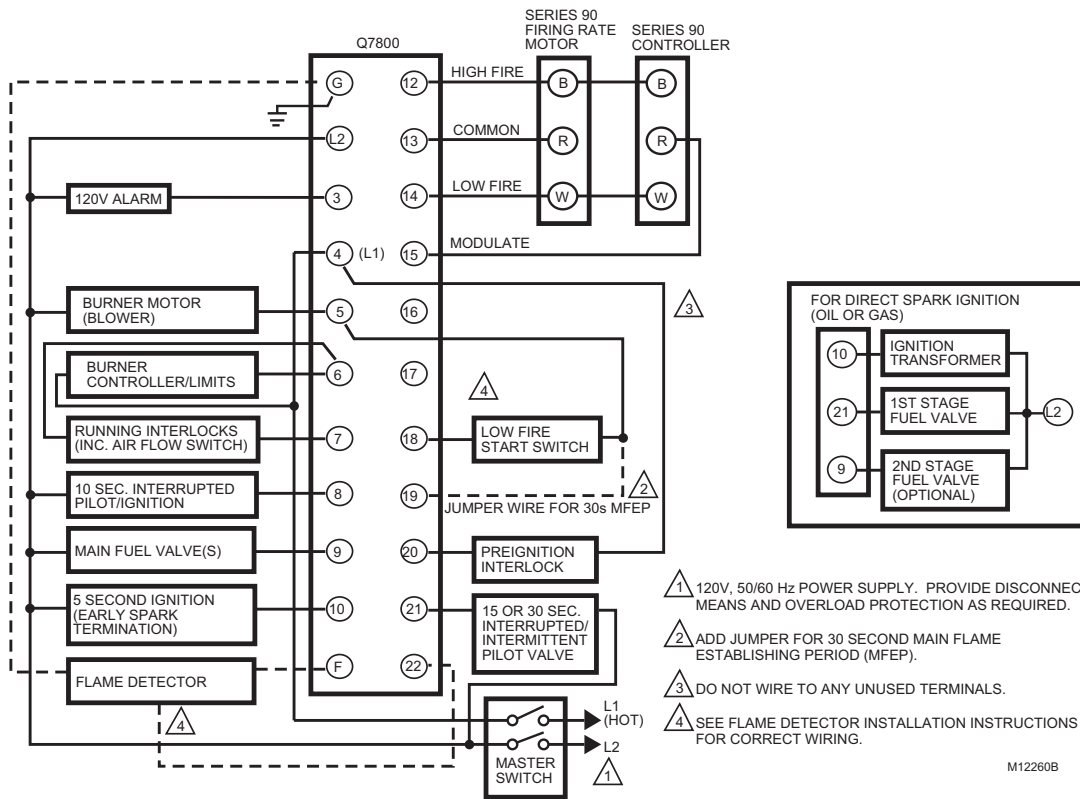 SERIES 90
FIRING RATE
MOTOR
SERIES 90
CONTROLLER
Q7800
G
12
HIGH FIRE
B
B
L2
13
COMMON
R
R
120V ALARM
3
14
LOW FIRE
W
W
4
(L1)
15
MODULATE
3
BURNER MOTOR
(BLOWER)
5
16
BURNER
CONTROLLER/LIMITS
6
17
4
RUNNING INTERLOCKS
(INC. AIR FLOW SWITCH)
7
18
LOW FIRE
START SWITCH
10 SEC. INTERRUPTED
PILOT/IGNITION
8
19
2
JUMPER WIRE FOR 30s MFEP
MAIN FUEL VALVE(S)
9
20
PREIGNITION
INTERLOCK
5 SECOND IGNITION
(EARLY SPARK
TERMINATION)
10
21
15 OR 30 SEC.
INTERRUPTED/
INTERMITTENT
PILOT VALVE
FLAME DETECTOR
F
22
4
L1
(HOT)
L2
MASTER
SWITCH
1
FOR DIRECT SPARK IGNITION
(OIL OR GAS)
10
IGNITION
TRANSFORMER
21
1ST STAGE
FUEL VALVE
L2
9
2ND STAGE
FUEL VALVE
(OPTIONAL)
1 120V, 50/60 Hz POWER SUPPLY. PROVIDE DISCONNEC
MEANS AND OVERLOAD PROTECTION AS REQUIRED.
2 ADD JUMPER FOR 30 SECOND MAIN FLAME
ESTABLISHING PERIOD (MFEP).
3 DO NOT WIRE TO ANY UNUSED TERMINALS.
4 SEE FLAME DETECTOR INSTALLATION INSTRUCTIONS
FOR CORRECT WIRING.
M12260B